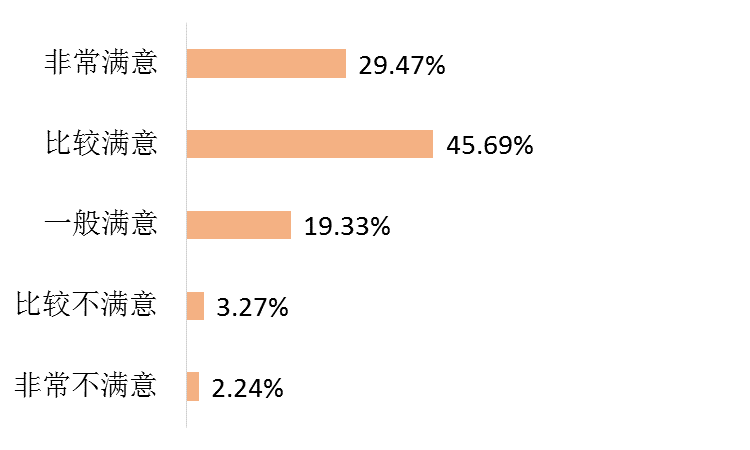 非常满意 29.47%
比较满意 45.69%
一般满意 19.33%
比较不满意 3.27%
非常不满意 2.24%